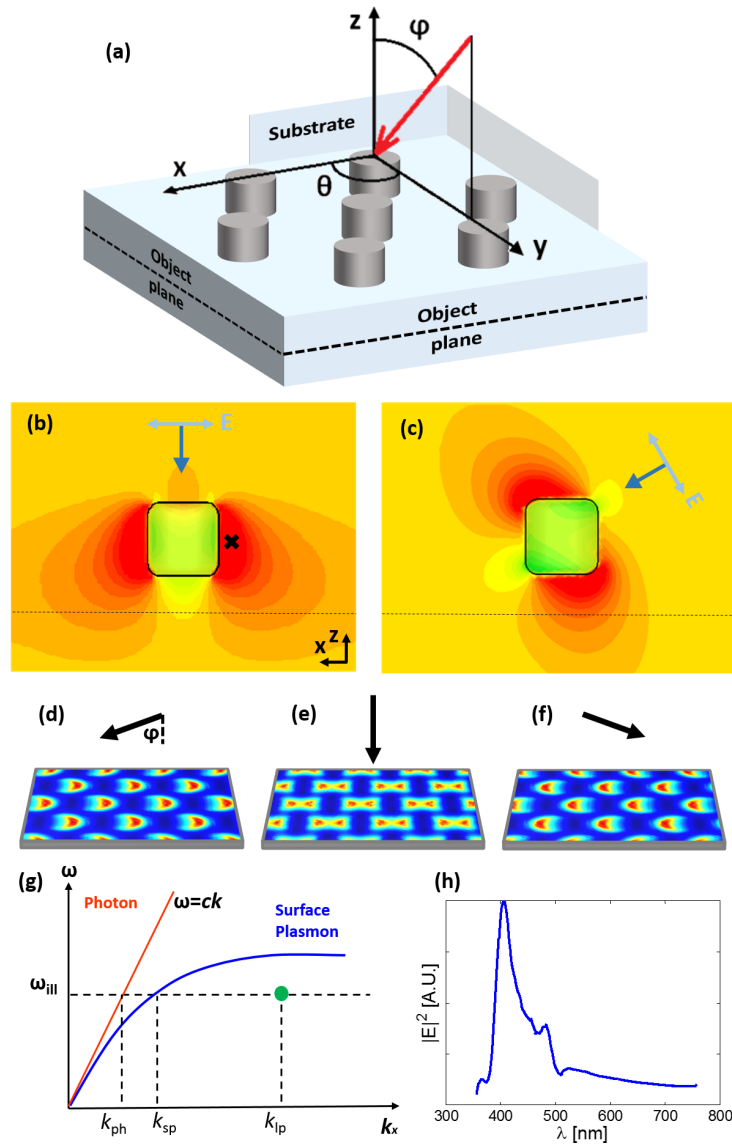 (a)
z
φ
Substrate
x
θ
y
Object
plane
Object
plane
(b)
E
x
z
(c)
E
(d)
φ
(e)
(f)
(g)
ω
Photon
ω=ck
Surface
Plasmon
ωill
kph
ksp
klp
kx
(h)
|E|² [A.U.]
300 400 500 600 700 800
λ [nm]